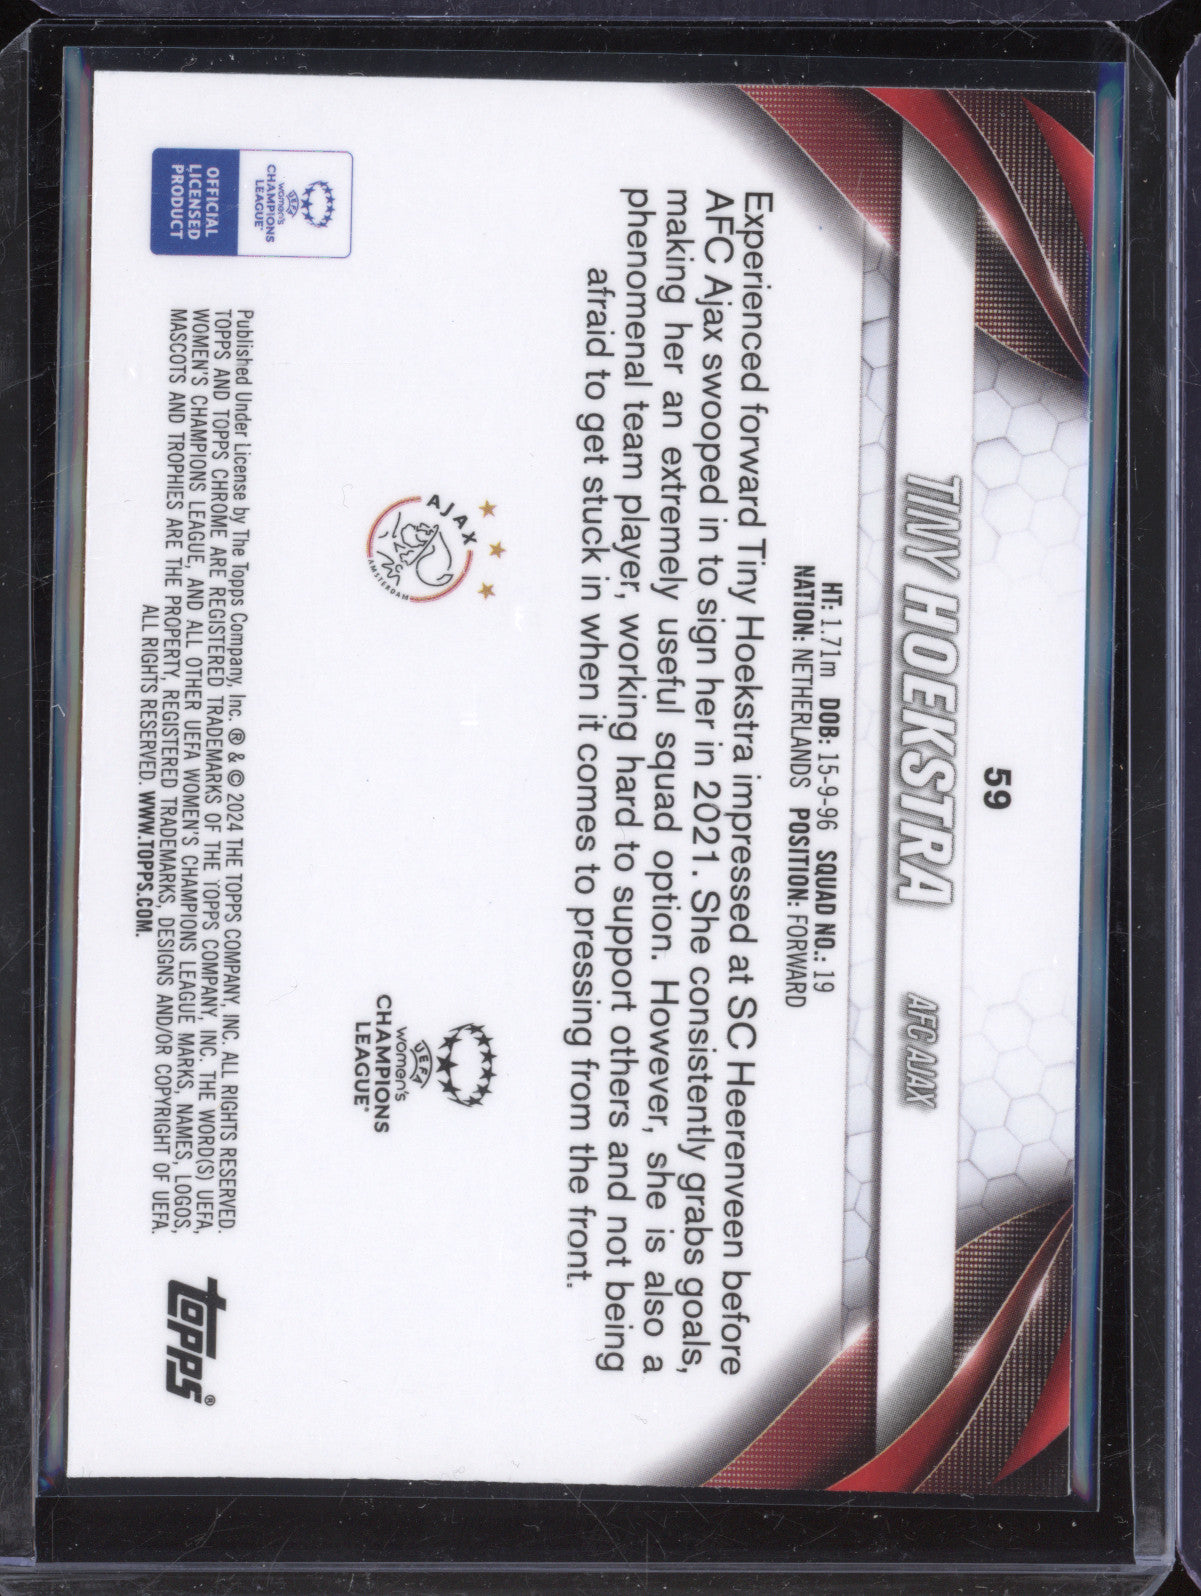 59
TINY HOEKSTRA AFC AJAX
HT: 1.71m DOB: 15-9-96 SQUAD NO.: 19
NATION: NETHERLANDS POSITION: FORWARD
Experienced forward Tiny Hoekstra impressed at SC Heerenveen before
AFC Ajax swooped in to sign her in 2021. She consistently grabs goals,
making her an extremely useful squad option. However, she is also a
phenomenal team player, working hard to support others and not being
afraid to get stuck in when it comes to pressing from the front.
AJAX
AMSTERDAM
UEFA
women's
CHAMPIONS
LEAGUE®
UEFA
women's
CHAMPIONS
LEAGUE®
OFFICIAL
LICENSED
PRODUCT
Published Under License by The Topps Company, Inc. ® & © 2024 THE TOPPS COMPANY, INC. ALL RIGHTS RESERVED.
TOPPS AND TOPPS CHROME ARE REGISTERED TRADEMARKS OF THE TOPPS COMPANY, INC. THE WORD(S) UEFA,
WOMEN'S CHAMPIONS LEAGUE, AND ALL OTHER UEFA WOMEN'S CHAMPIONS LEAGUE MARKS, NAMES, LOGOS,
MASCOTS AND TROPHIES ARE THE PROPERTY, REGISTERED TRADEMARKS, DESIGNS AND/OR COPYRIGHT OF UEFA.
ALL RIGHTS RESERVED. WWW.TOPPS.COM.
topps®